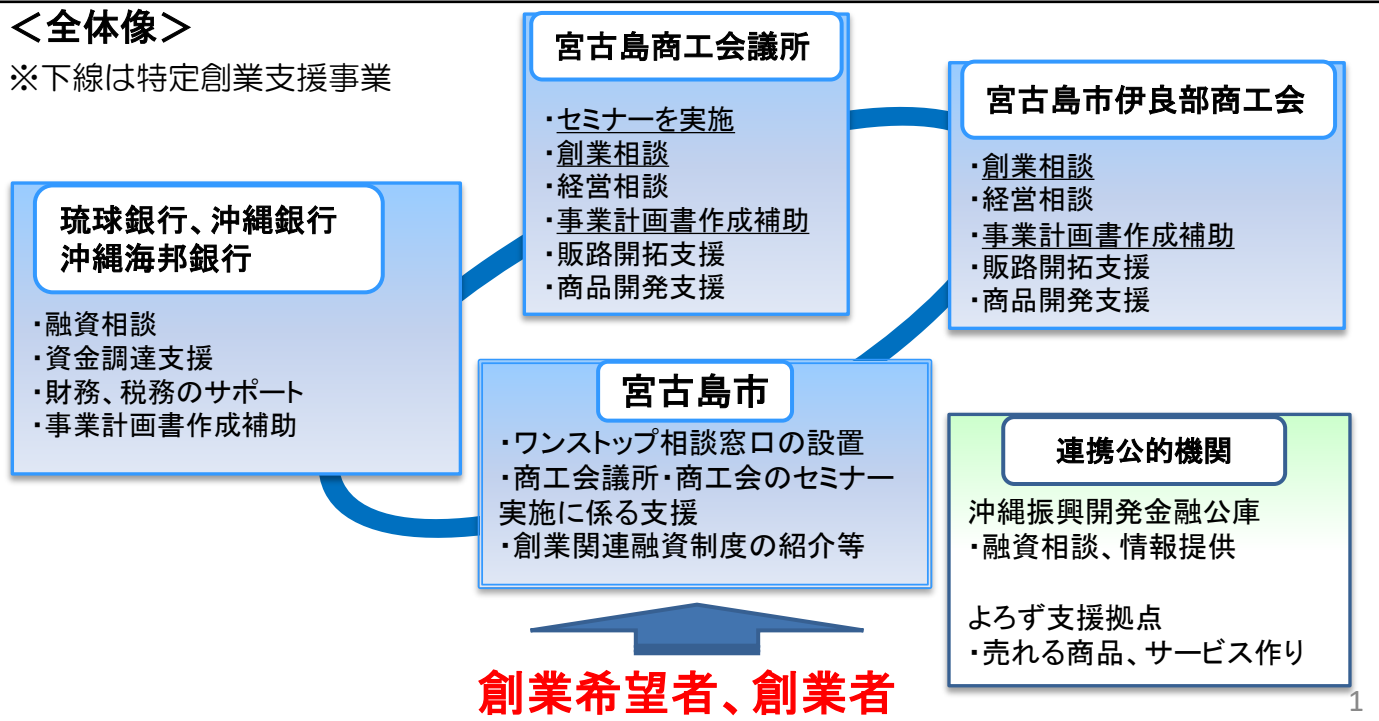 ＜全体像＞
※下線は特定創業支援事業
宮古島商工会議所
・セミナーを実施
・創業相談
・経営相談
・事業計画書作成補助
・販路開拓支援
・商品開発支援
宮古島市伊良部商工会
・創業相談
・経営相談
・事業計画書作成補助
・販路開拓支援
・商品開発支援
琉球銀行、沖縄銀行
沖縄海邦銀行
・融資相談
・資金調達支援
・財務、税務のサポート
・事業計画書作成補助
宮古島市
・ワンストップ相談窓口の設置
・商工会議所・商工会のセミナー
実施に係る支援
・創業関連融資制度の紹介等
連携公的機関
沖縄振興開発金融公庫
・融資相談、情報提供
よろず支援拠点
・売れる商品、サービス作り
創業希望者、創業者
1